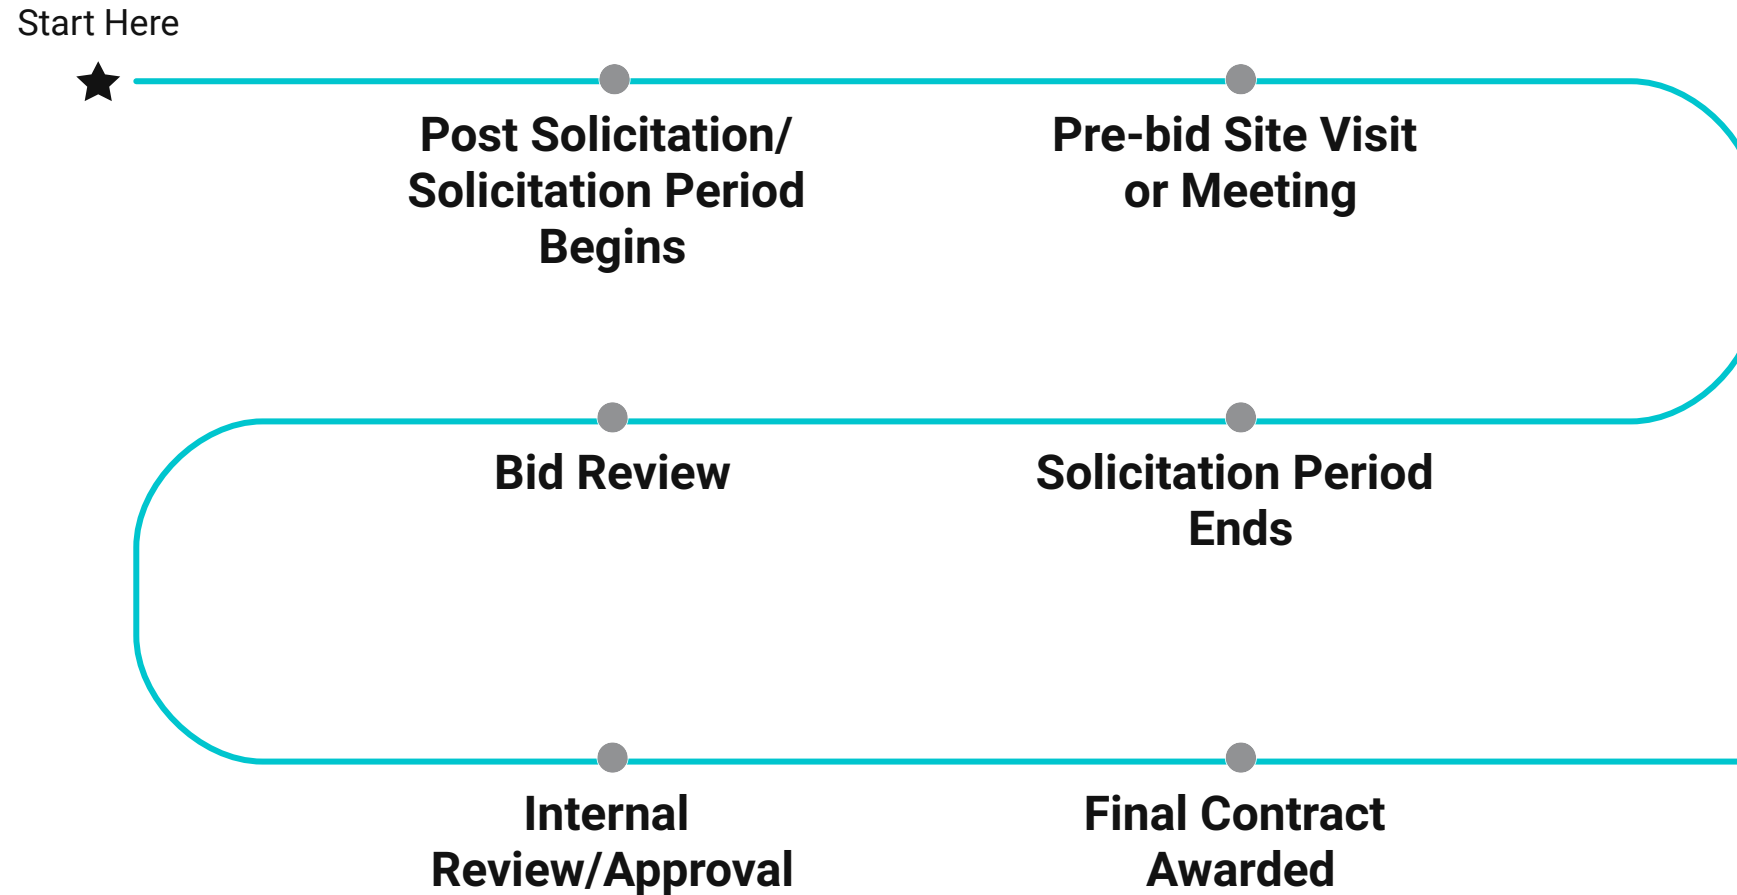 Start Here
Post Solicitation/
Solicitation Period
Begins
Pre-bid Site Visit
or Meeting
Solicitation Period
Ends
Bid Review
Internal
Review/Approval
Final Contract
Awarded